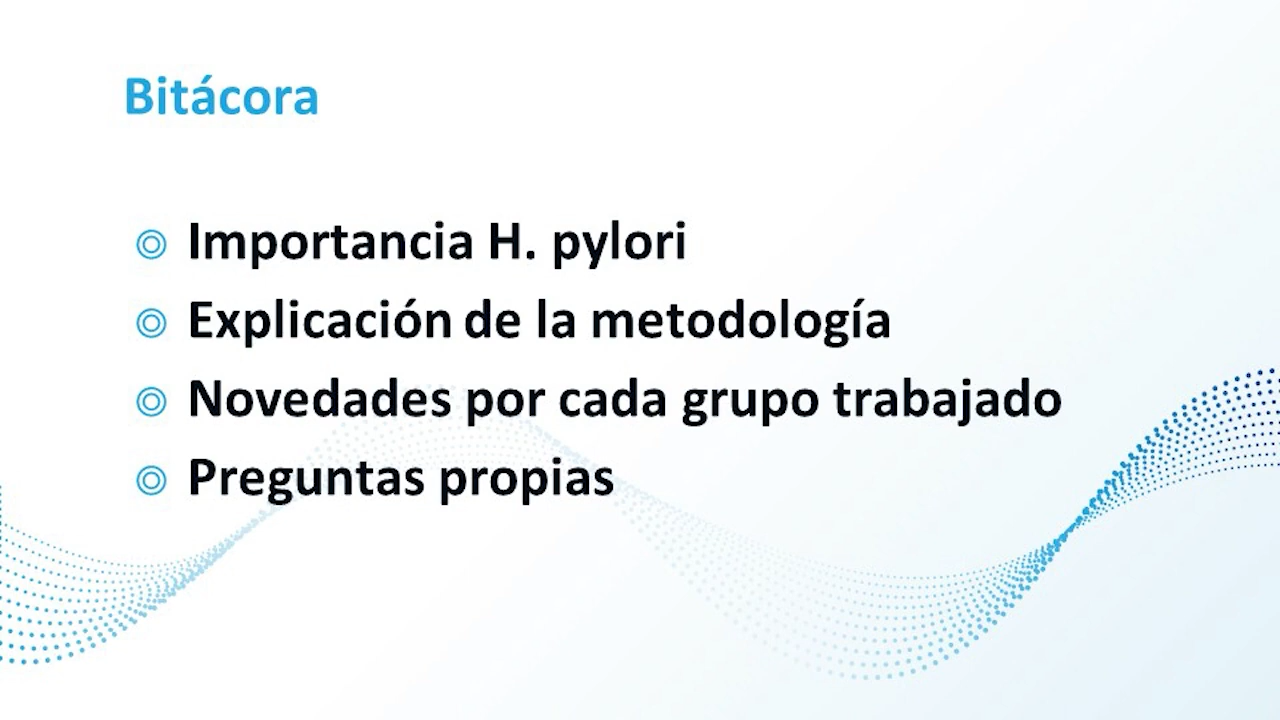 Bitácora
Importancia H. pylori
Explicación de la metodología
Novedades por cada grupo trabajado
Preguntas propias